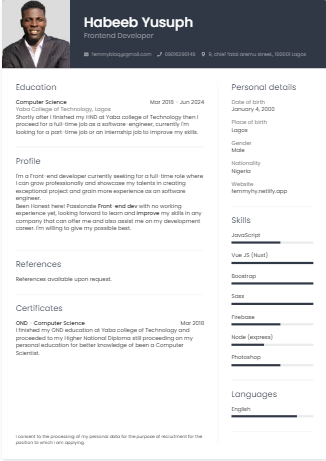 Habeeb Yusuph
Frontend Developer
femmyblaq@gmail.com
9, chief Tolai aremu street, 105101 Lagos
Education
Computer Science
Mar 2018 - Jun 2024
Yaba College of Technology, Lagos
Shortly after I finished my HND at Yaba college of Technology then I
proceed for a full-time job as a software-engineer, currently I'm
looking for a part-time job or an internship job to improve my skills.
Profile
I'm a Front-end developer currently seeking for a full-time role where
I can grow professionally and showcase my talents in creating
exceptional project and gain more experience as an software
engineer.
Been Honest here! Passionate Front-end dev with no working
experience yet, looking forward to learn and improve my skills in any
company that can offer me and also assist me on my development
career. I'm willing to give my possible best.
References
References available upon request.
Certificates
OND - Computer Science
Mar 2018
I finished my OND education at Yaba college of Technology and
proceeded to my Higher National Diploma still proceeding on my
personal education for better knowledge of been a Computer
Scientist.
I consent to the processing of my personal data for the purpose of recruitment for the
position to which I am applying.
Personal details
Date of birth
January 4, 2000
Place of birth
Lagos
Gender
Male
Nationality
Nigeria
Website
femmyhy.netlify.app
Skills
JavaScript
Vue JS (Nuxt)
Boostrap
Sass
Firebase
Node (express)
Photoshop
Languages
English